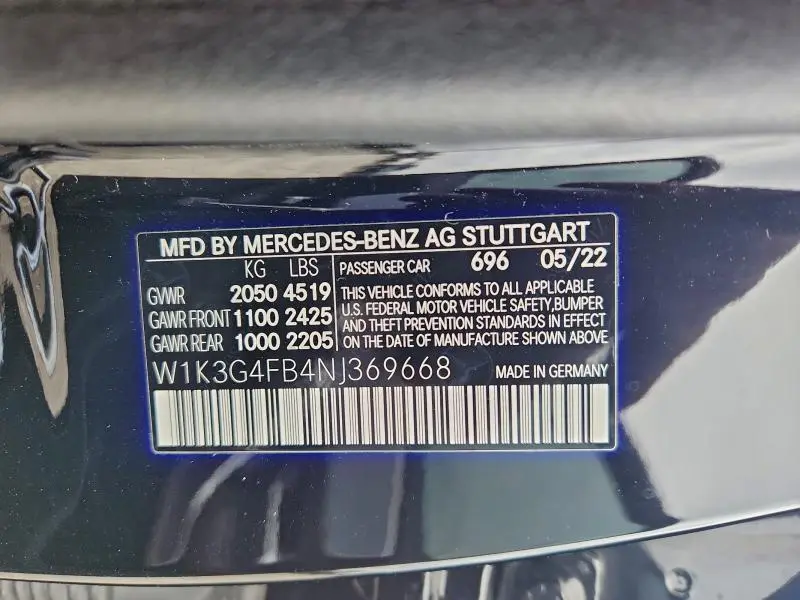 MFD BY MERCEDES-BENZ AG STUTTGART
KG LBS
GVWR 2050 4519
GAWR FRONT 1100 2425
GAWR REAR 1000 2205
PASSENGER CAR 696 05/22
THIS VEHICLE CONFORMS TO ALL APPLICABLE
U.S. FEDERAL MOTOR VEHICLE SAFETY, BUMPER
AND THEFT PREVENTION STANDARDS IN EFFECT
ON THE DATE OF MANUFACTURE SHOWN ABOVE
W1K3G4FB4NJ369668
MADE IN GERMANY